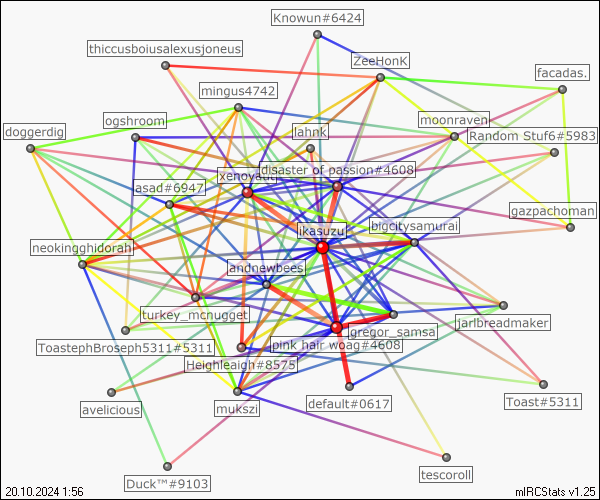 Knowun#6424
thiccusboiusalexusjoneus
ZeeHonK
facadas.
mingus4742
ogshroom
moonraven
doggerdig
lahnk
Random Stuf6#5983
disaster of passion#4608
xenoyaut
asad#6947
gazpachoman
bigcitysamurai
ikasuzu
neokingghidorah
andnewbees
turkey_mcnugget
jarlbreadmaker
gregor_samsa
ToastephBroseph5311#5311
pink hair woag#4608
Heighleaigh#8575
Toast#5311
default#0617
mukszi
avelicious
tescoroll
Duck™#9103
20.10.2024 1:56
mIRCStats v1.25